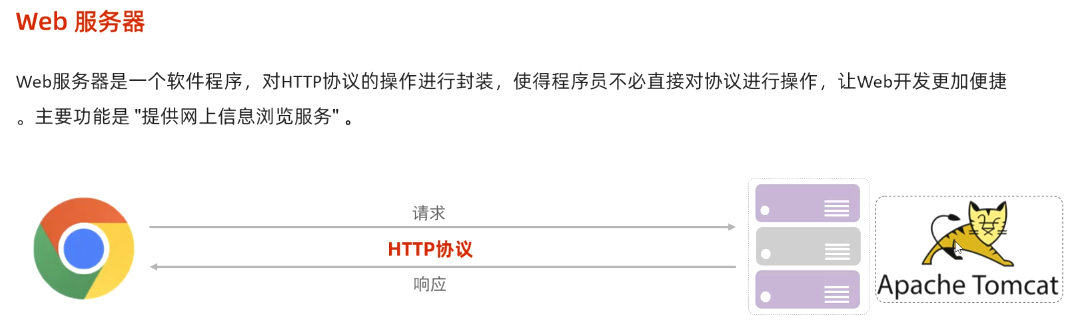 Web 服务器
Web服务器是一个软件程序，对HTTP协议的操作进行封装，使得程序员不必直接对协议进行操作，让Web开发更加便捷
。主要功能是 "提供网上信息浏览服务" 。
请求
HTTP协议
响应
Apache Tomcat